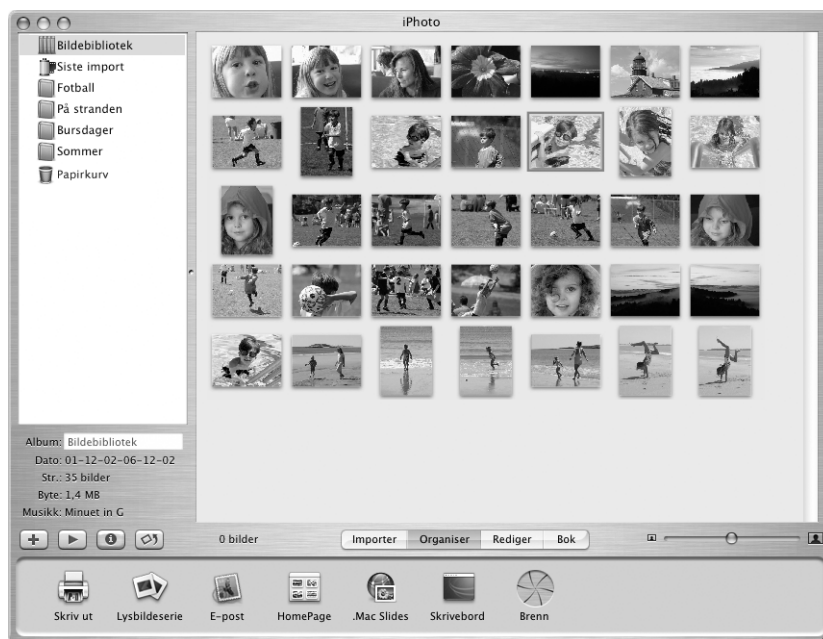 iPhoto
Bildebibliotek
Siste import
Fotball
På stranden
Bursdager
Sommer
Papirkurv
Album: Bildebibliotek
Dato: 01-12-02-06-12-02
Str.: 35 bilder
Byte: 1,4 MB
Musikk: Minuet in G
0 bilder Importer Organiser Rediger Bok
Skriv ut Lysbildeserie E-post HomePage .Mac Slides Skrivebord Brenn